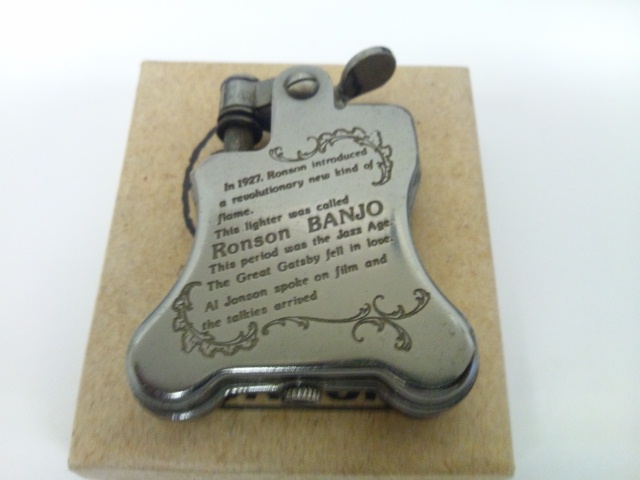 In 1927, Ronson introduced
a revolutionary new kind of
flame.
This lighter was called
Ronson BANJO
This period was the Jazz Age.
The Great Gatsby fell in love.
Al Jonson spoke on film and
the talkies arrived